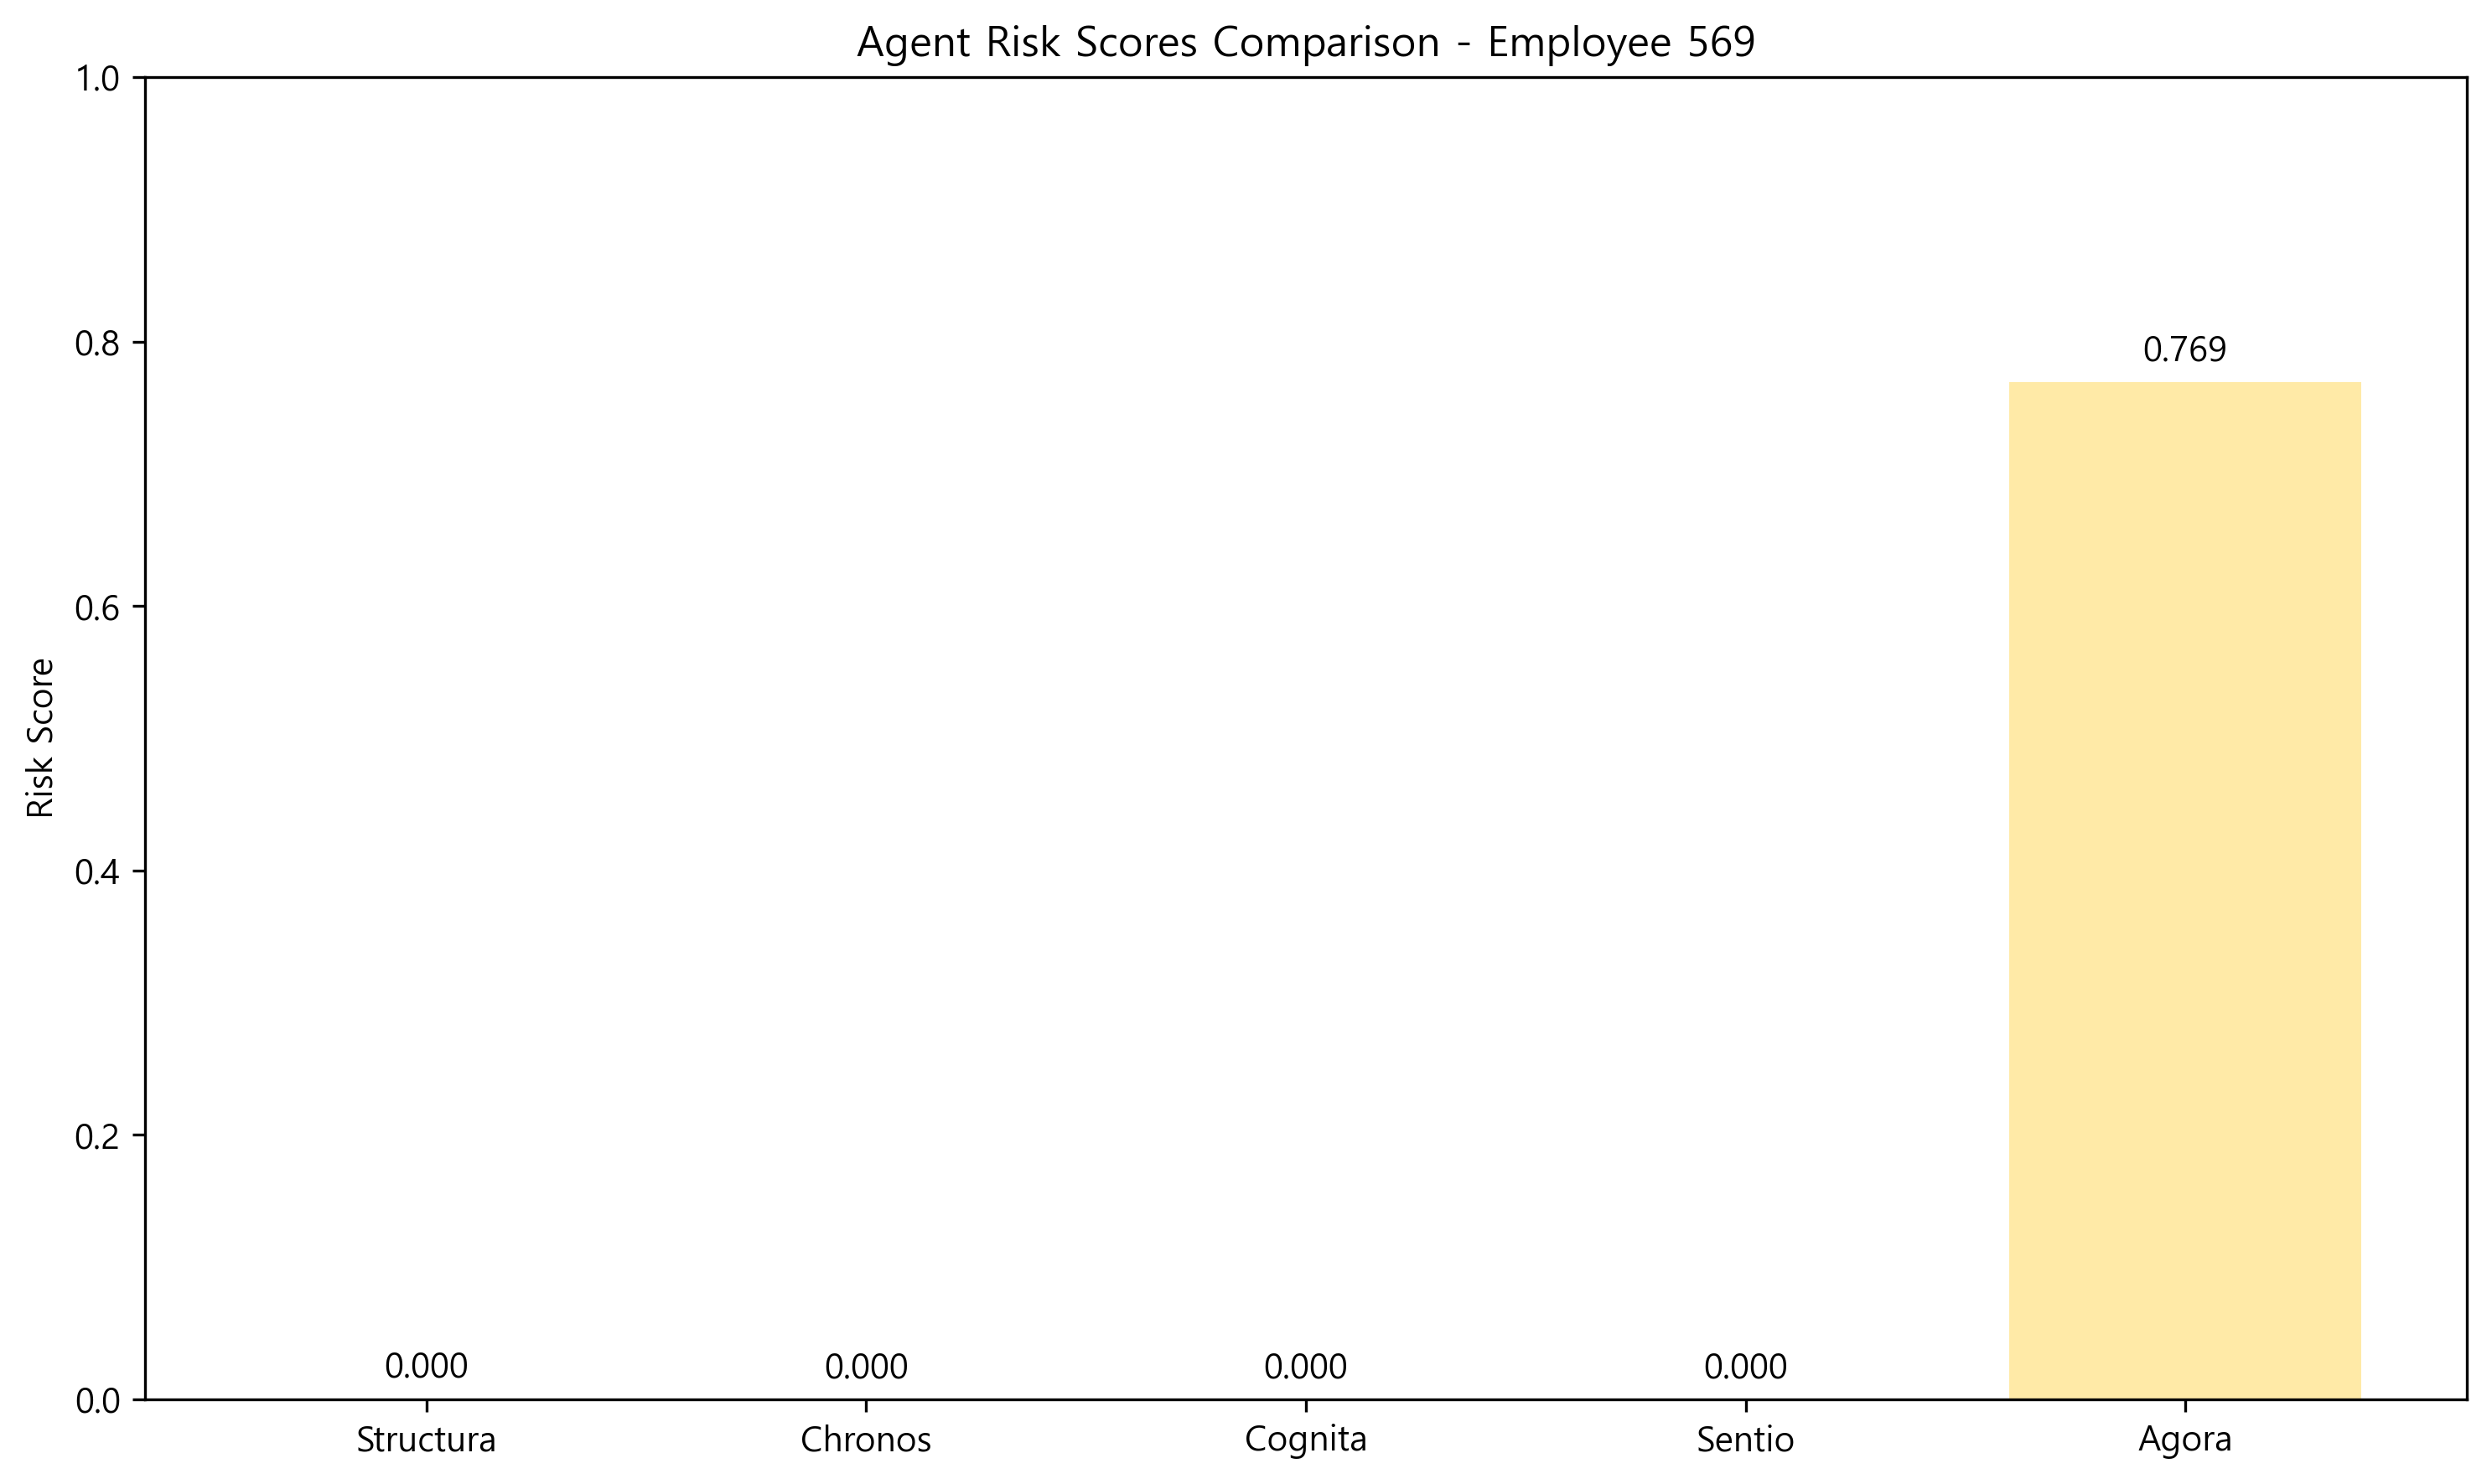 Agent Risk Scores Comparison - Employee 569
1.0
0.8
0.6
0.4
0.2
0.0
Risk Score
0.000
0.000
0.000
0.000
0.769
Structura
Chronos
Cognita
Sentio
Agora